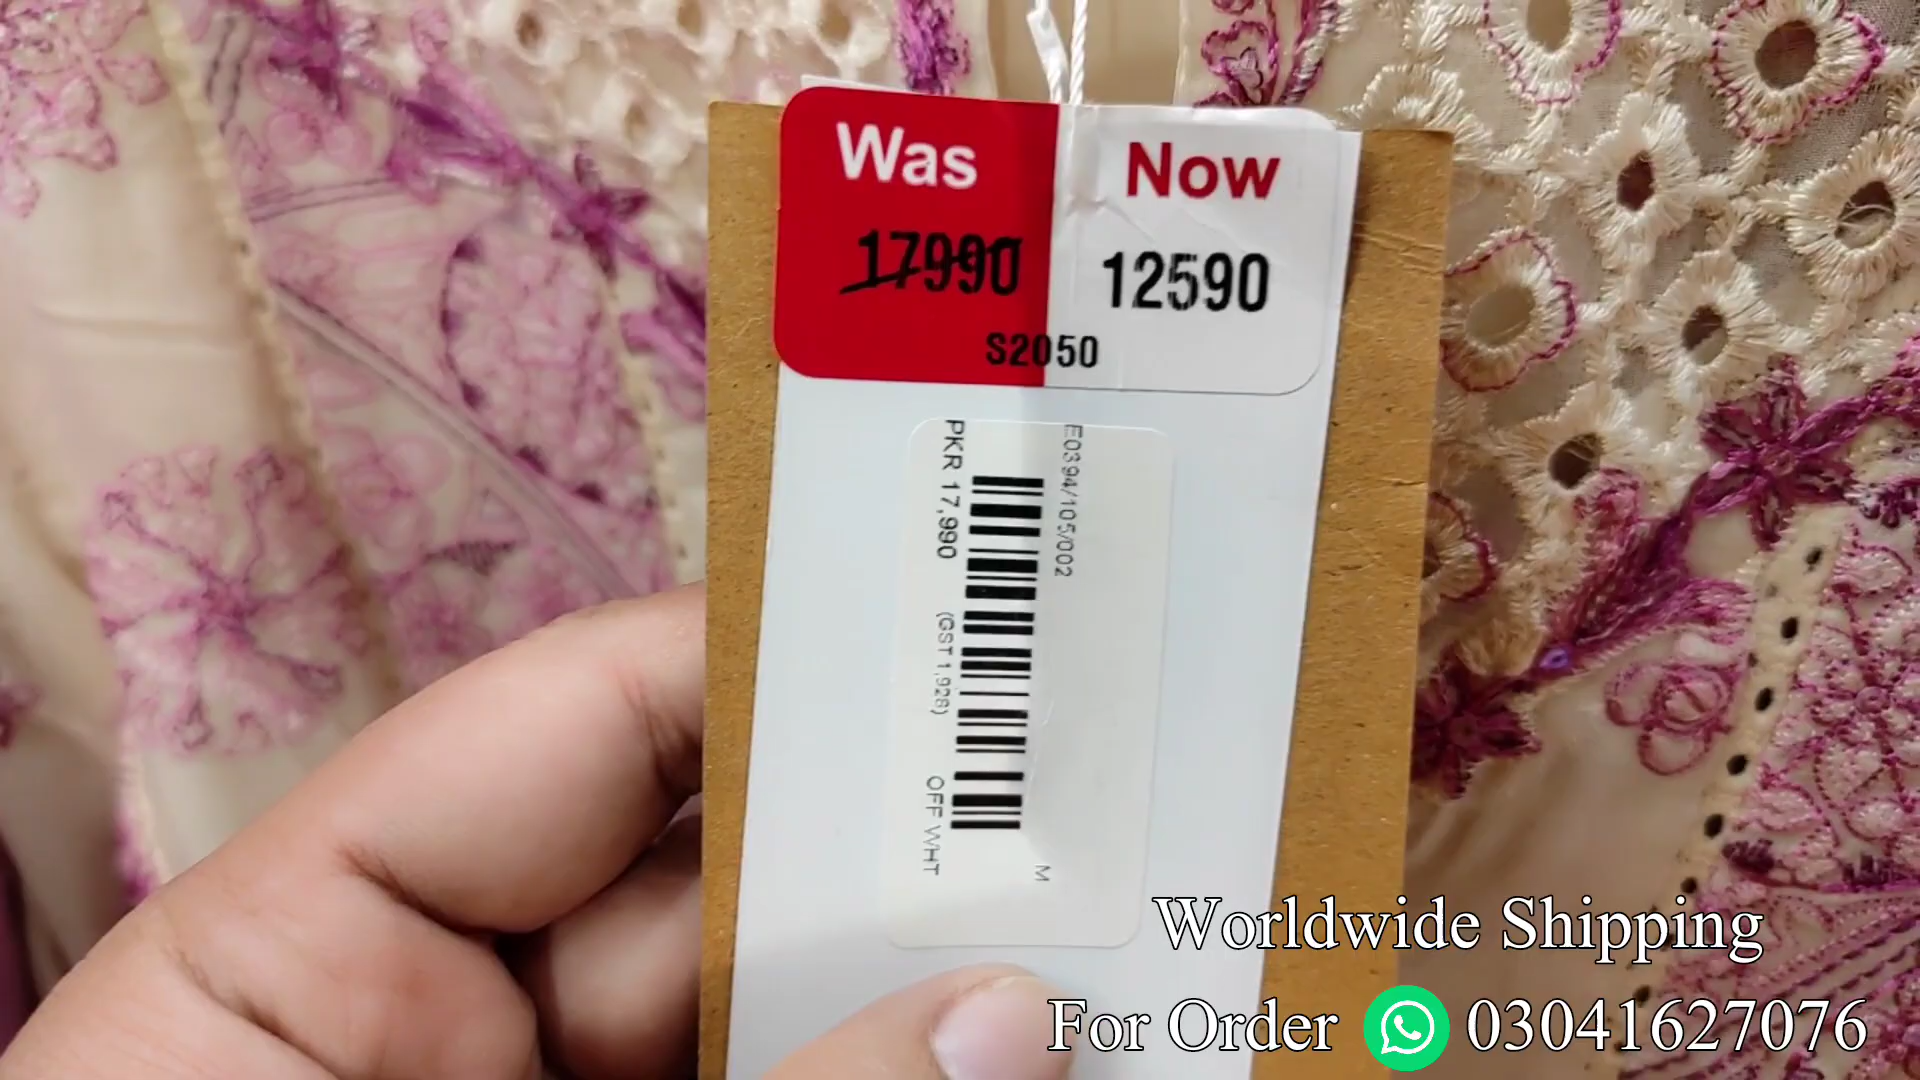 Was
Now
17990
12590
S2050
E0394/105/002
PKR 17,990
(GST 1,928)
OFF WHT
M
Worldwide Shipping
For Order 03041627076